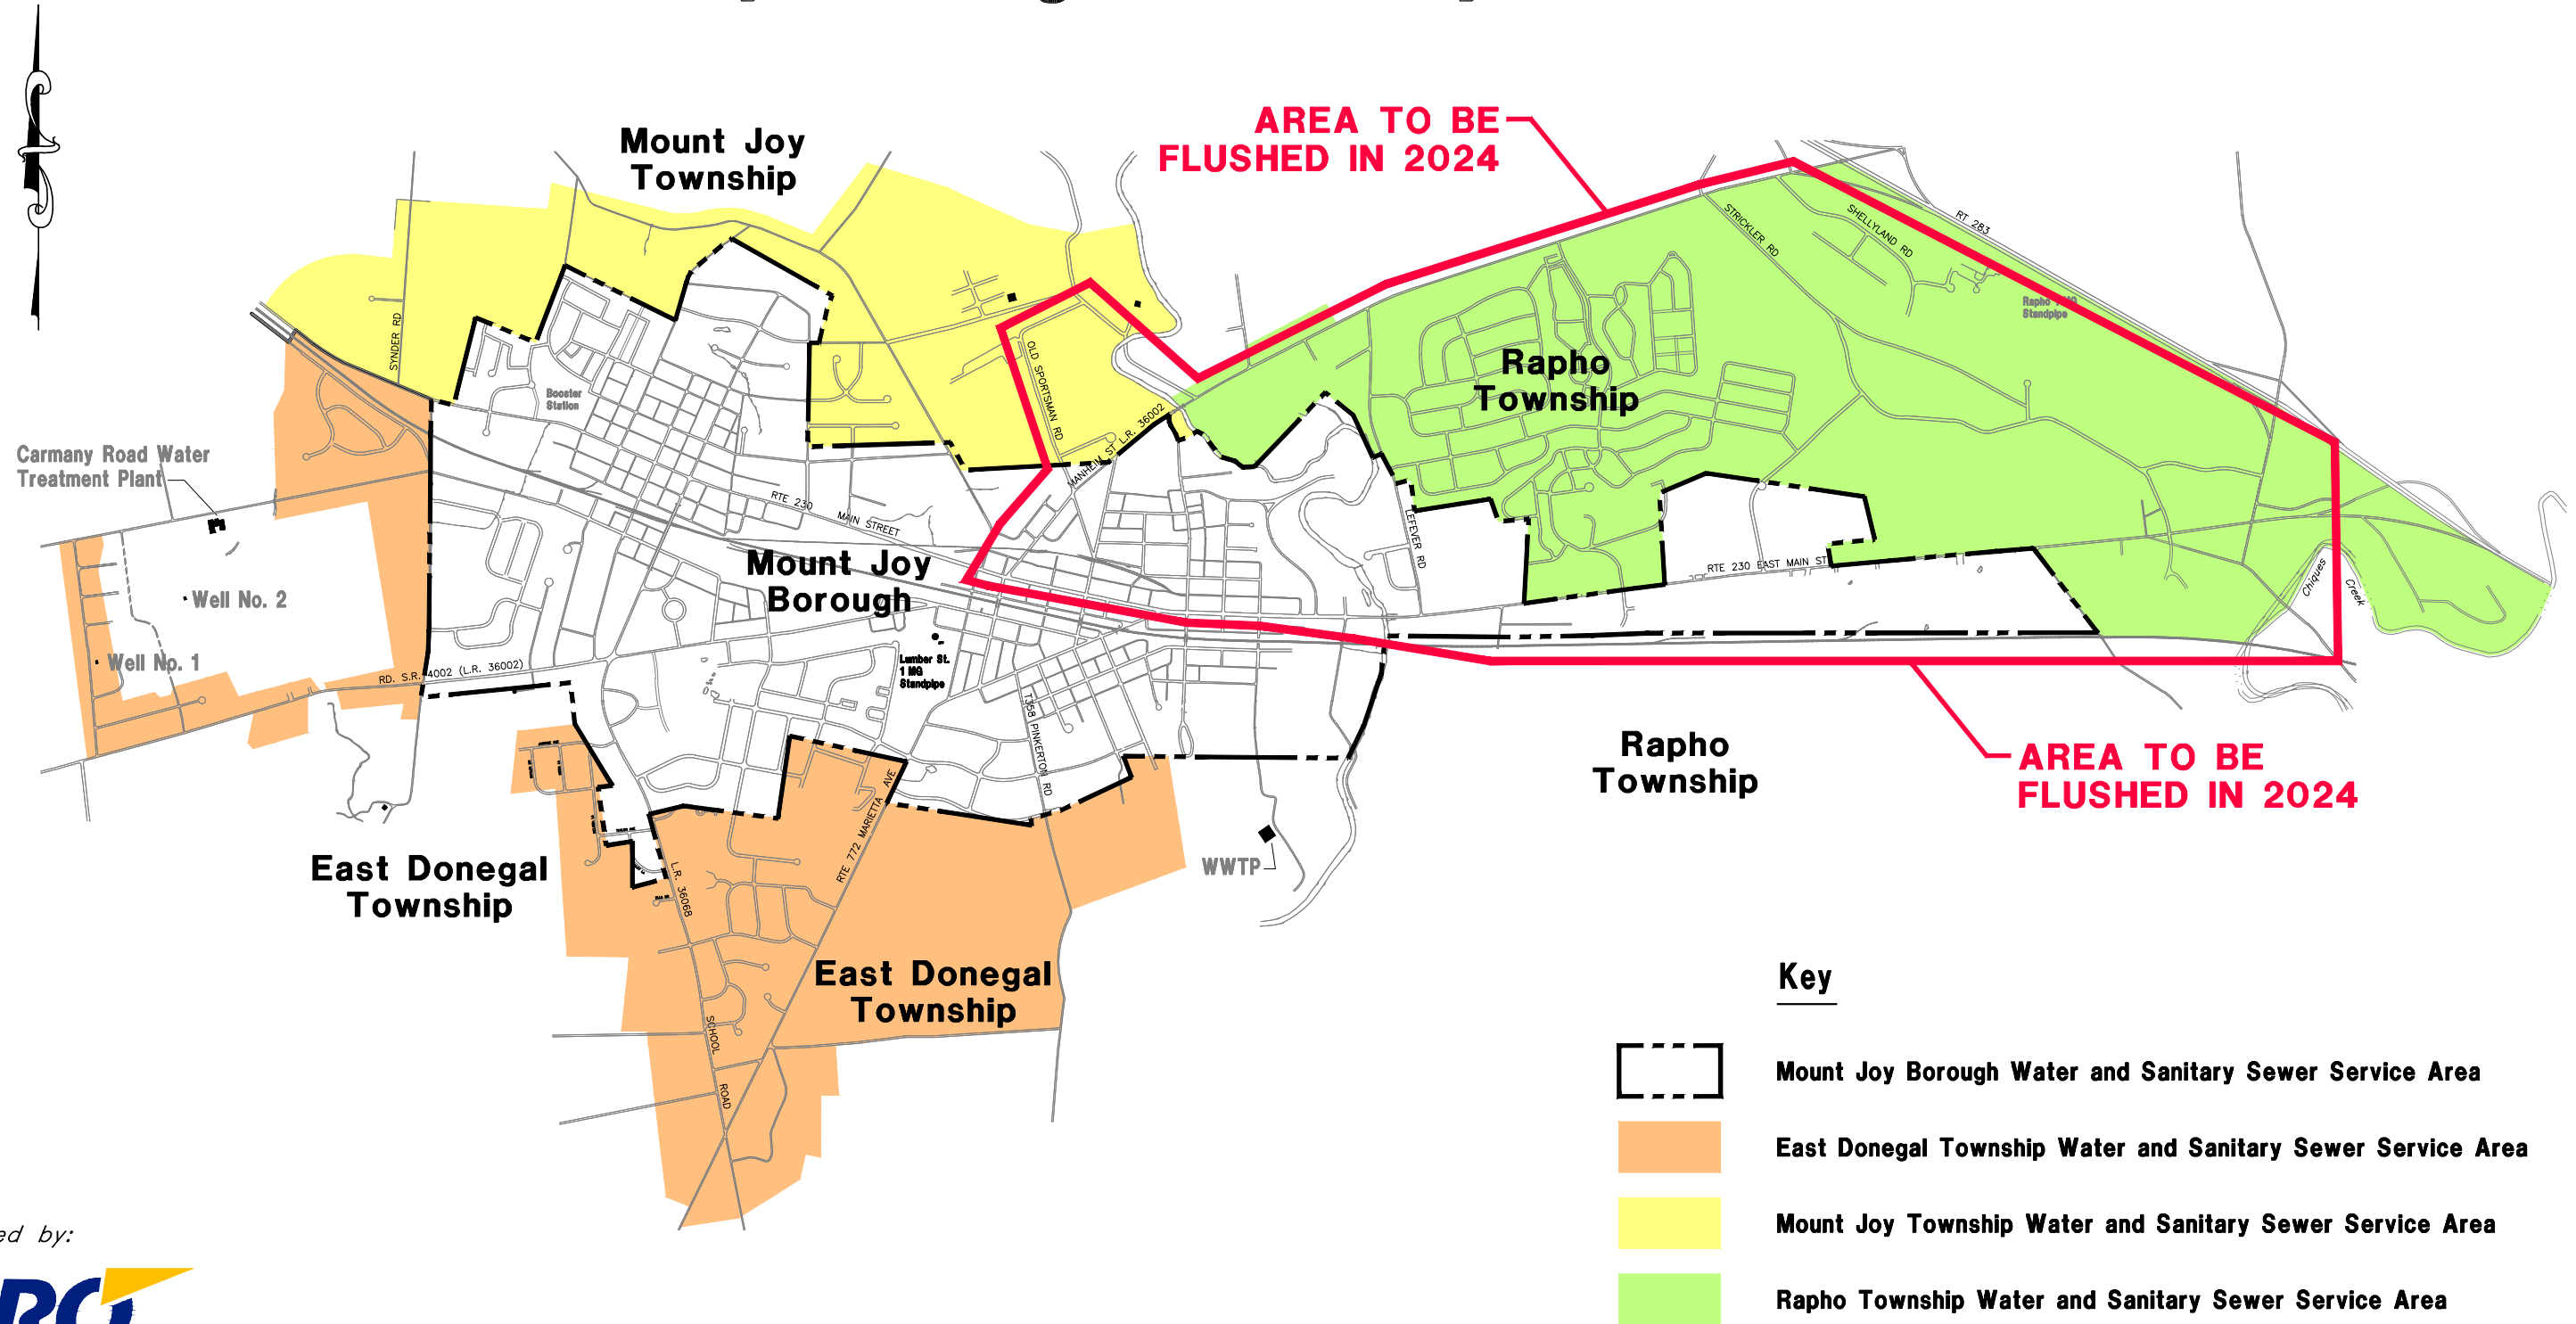 AREA TO BE
FLUSHED IN 2024
Mount Joy
Township
RT 283
STRICKLER RD
SHELLYLAND RD
Rapho
Standpipe
SYNDER RD
OLD SPORTSMAN RD
Rapho
Township
Booster
Station
MANHEIM ST. L.R. 36002
Carmany Road Water
Treatment Plant
RTE 230 MAIN STREET
LEFEVER RD
Mount Joy
Borough
RTE 230 EAST MAIN ST
Chiques
Creek
Well No. 2
Well No. 1
RD. S.R. 4002 (L.R. 36002)
Lumber St.
1 MG
Standpipe
T.358 PINKERTON RD
Rapho
Township
AREA TO BE
FLUSHED IN 2024
RTE 772 MARIETTA AVE
WWTP
East Donegal
Township
L.R. 36068
East Donegal
Township
SCHOOL ROAD
Key
Mount Joy Borough Water and Sanitary Sewer Service Area
East Donegal Township Water and Sanitary Sewer Service Area
Mount Joy Township Water and Sanitary Sewer Service Area
Rapho Township Water and Sanitary Sewer Service Area
by: